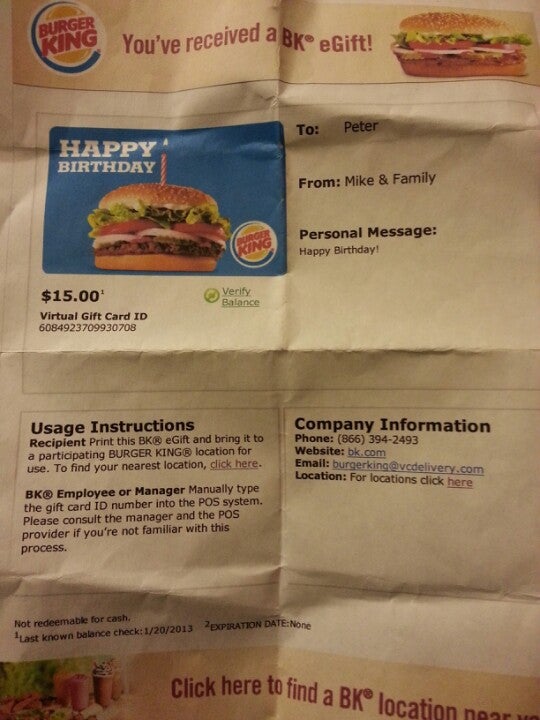 BURGER KING
You've received a BK® eGift!
HAPPY
BIRTHDAY
BURGER KING
To: Peter
From: Mike & Family
Personal Message:
Happy Birthday!
$15.00¹
Verify
Balance
Virtual Gift Card ID
6084923709930708
Usage Instructions
Recipient Print this BK® eGift and bring it to
a participating BURGER KING® location for
use. To find your nearest location, click here.
BK® Employee or Manager Manually type
the gift card ID number into the POS system.
Please consult the manager and the POS
provider if you're not familiar with this
process.
Company Information
Phone: (866) 394-2493
Website: bk.com
Email: burgerking@vcdelivery.com
Location: For locations click here
Not redeemable for cash.
¹Last known balance check:1/20/2013 ²EXPIRATION DATE:None
Click here to find a BK® location near